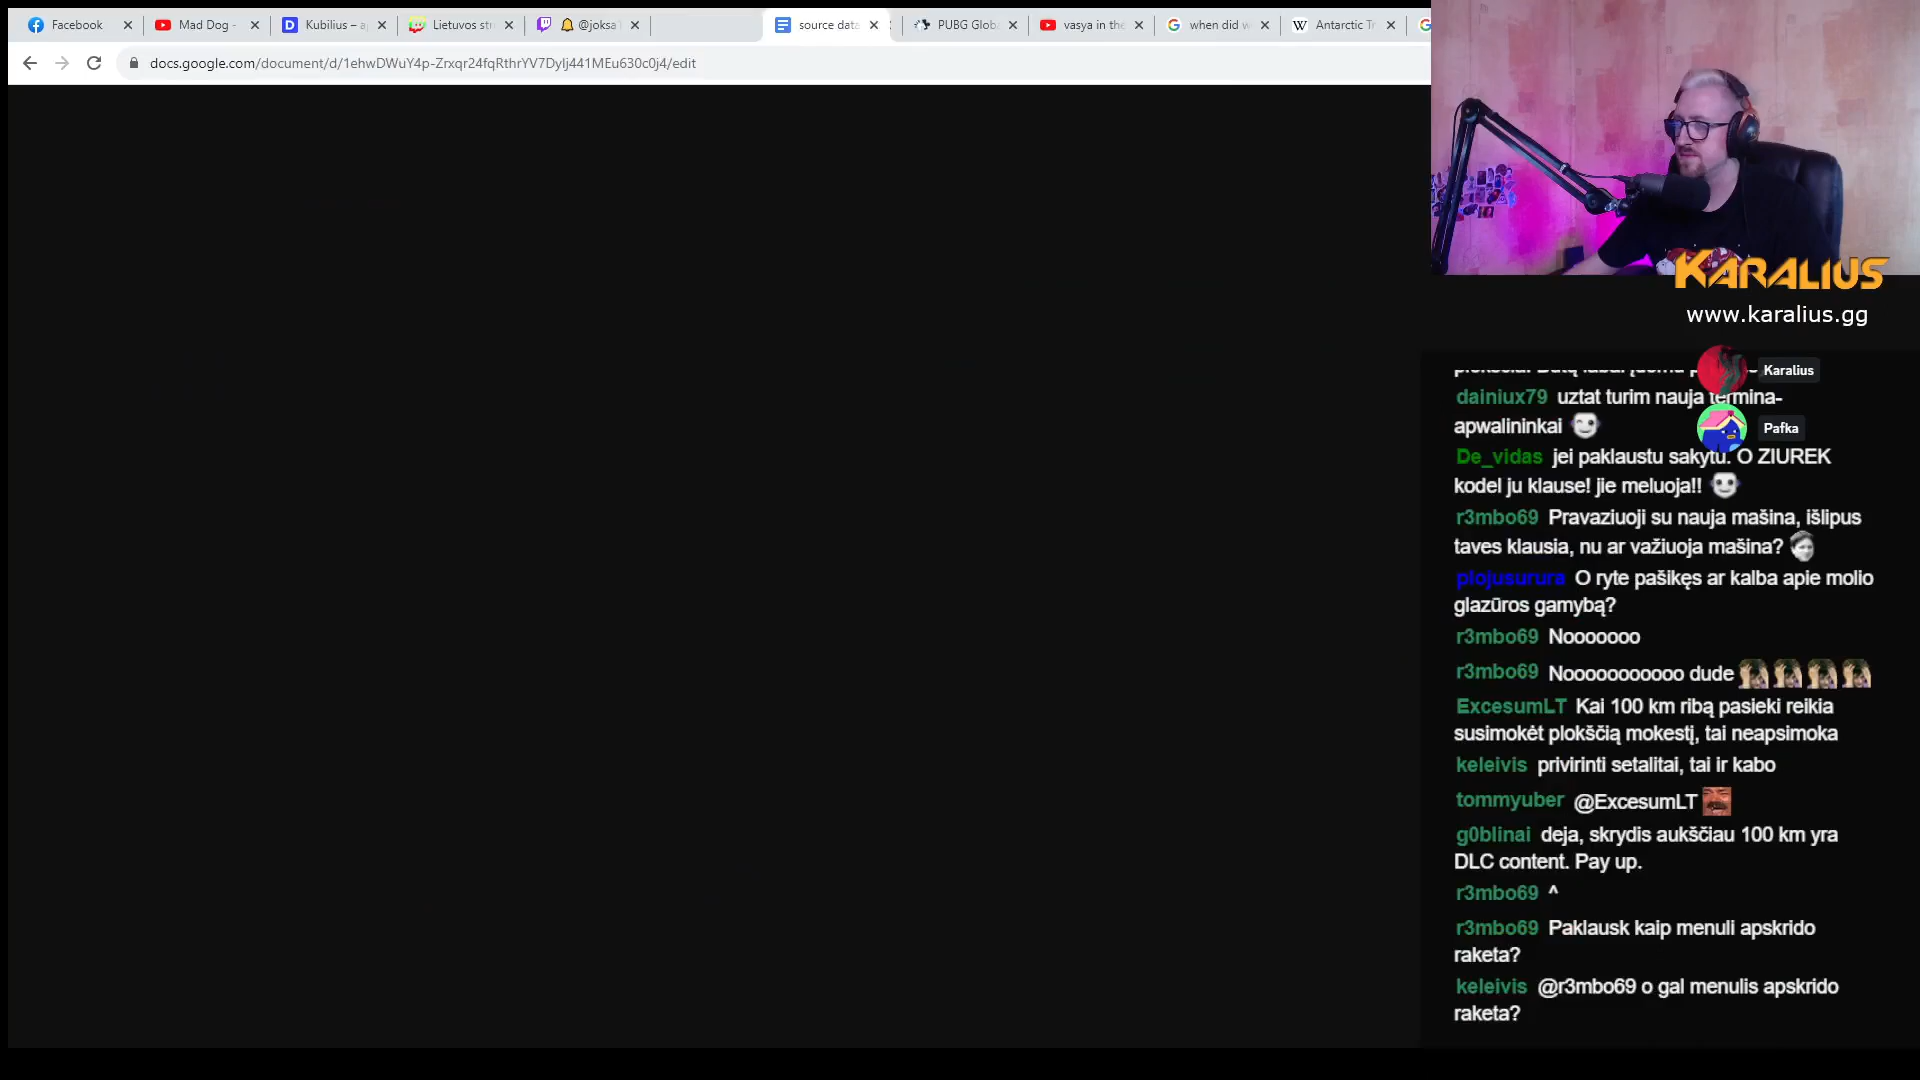 Facebook
Mad Dog -
Kubilius –
Lietuvos st
@joksa
source data
PUBG Glob
vasya in the
when did w
Antarctic Tr
docs.google.com/document/d/1ehwDWuY4p-Zrxqr24fqRthrYV7DyIj441MEu630c0j4/edit
KARALIUS
www.karalius.gg
Karalius
dainiux79 uztat turim nauja termina-
apwalininkai
Pafka
De_vidas jei paklaustu sakytu. O ZIUREK
kodel ju klause! jie meluoja!!
r3mbo69 Pravaziuoji su nauja mašina, išlipus
taves klausia, nu ar važiuoja mašina?
plojusurura O ryte pašikęs ar kalba apie molio
glazūros gamybą?
r3mbo69 Nooooooo
r3mbo69 Nooooooooooo dude
ExcesumLT Kai 100 km ribą pasieki reikia
susimokėt plokščią mokestį, tai neapsimoka
keleivis privirinti setalitai, tai ir kabo
tommyuber @ExcesumLT
g0blinai deja, skrydis aukščiau 100 km yra
DLC content. Pay up.
r3mbo69 ^
r3mbo69 Paklausk kaip menuli apskrido
raketa?
keleivis @r3mbo69 o gal menulis apskrido
raketa?